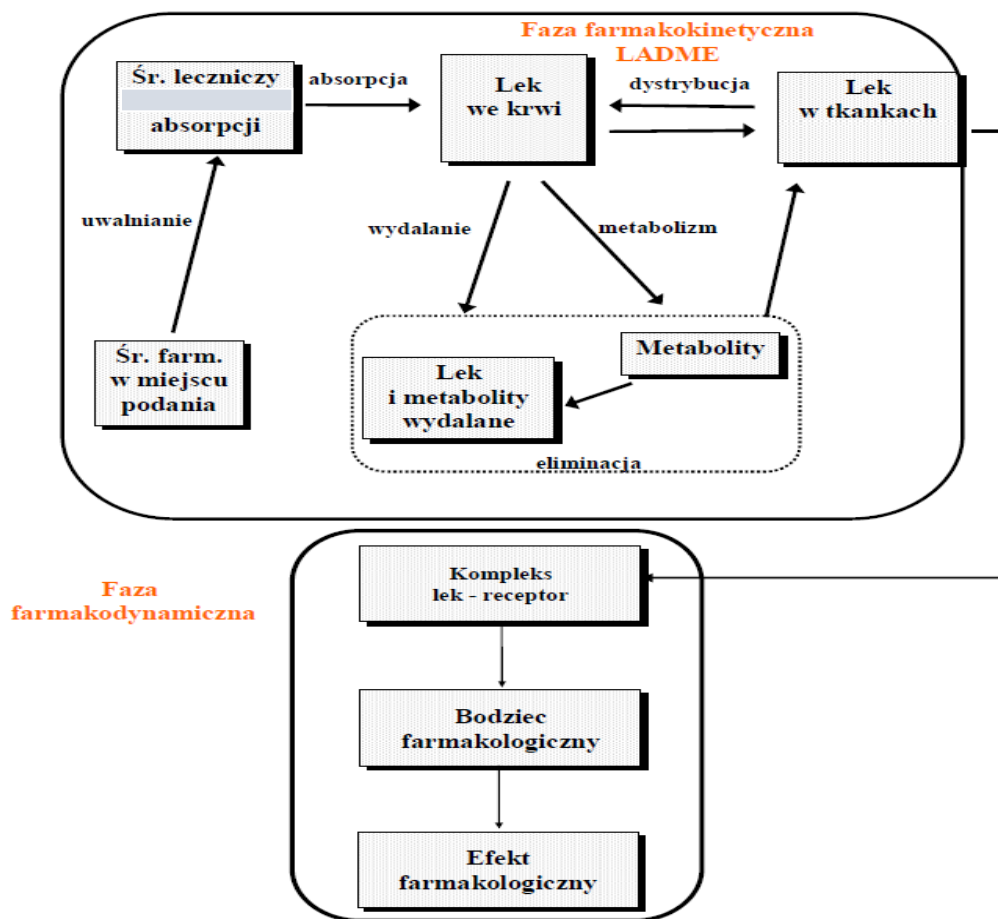 Faza farmakokinetyczna
LADME
Śr. leczniczy
absorpcji
absorpcja
Lek
we krwi
dystrybucja
Lek
w tkankach
uwalnianie
wydalanie
metabolizm
Śr. farm.
w miejscu
podania
Metabolity
Lek
i metabolity
wydalane
eliminacja
Faza
farmakodynamiczna
Kompleks
lek - receptor
Bodziec
farmakologiczny
Efekt
farmakologiczny